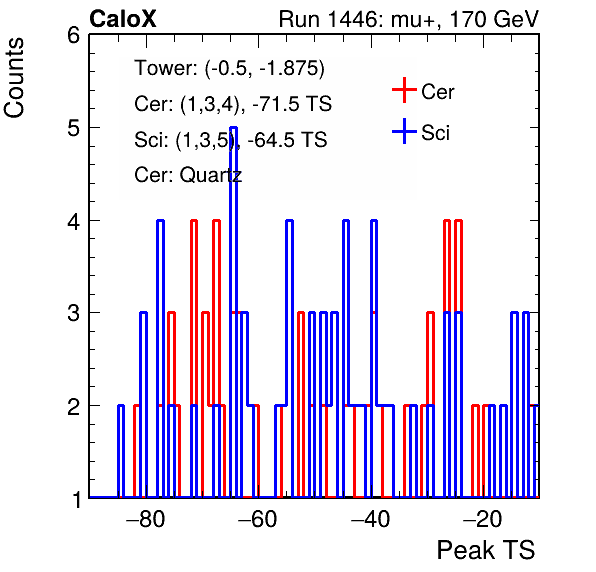 CaloX Run 1446: mu+, 170 GeV
Counts
6
Tower: (-0.5, -1.875)
Cer: (1,3,4), -71.5 TS
Sci: (1,3,5), -64.5 TS
Cer: Quartz
Cer
Sci
5
4
3
2
1
−80 −60 −40 −20
Peak TS